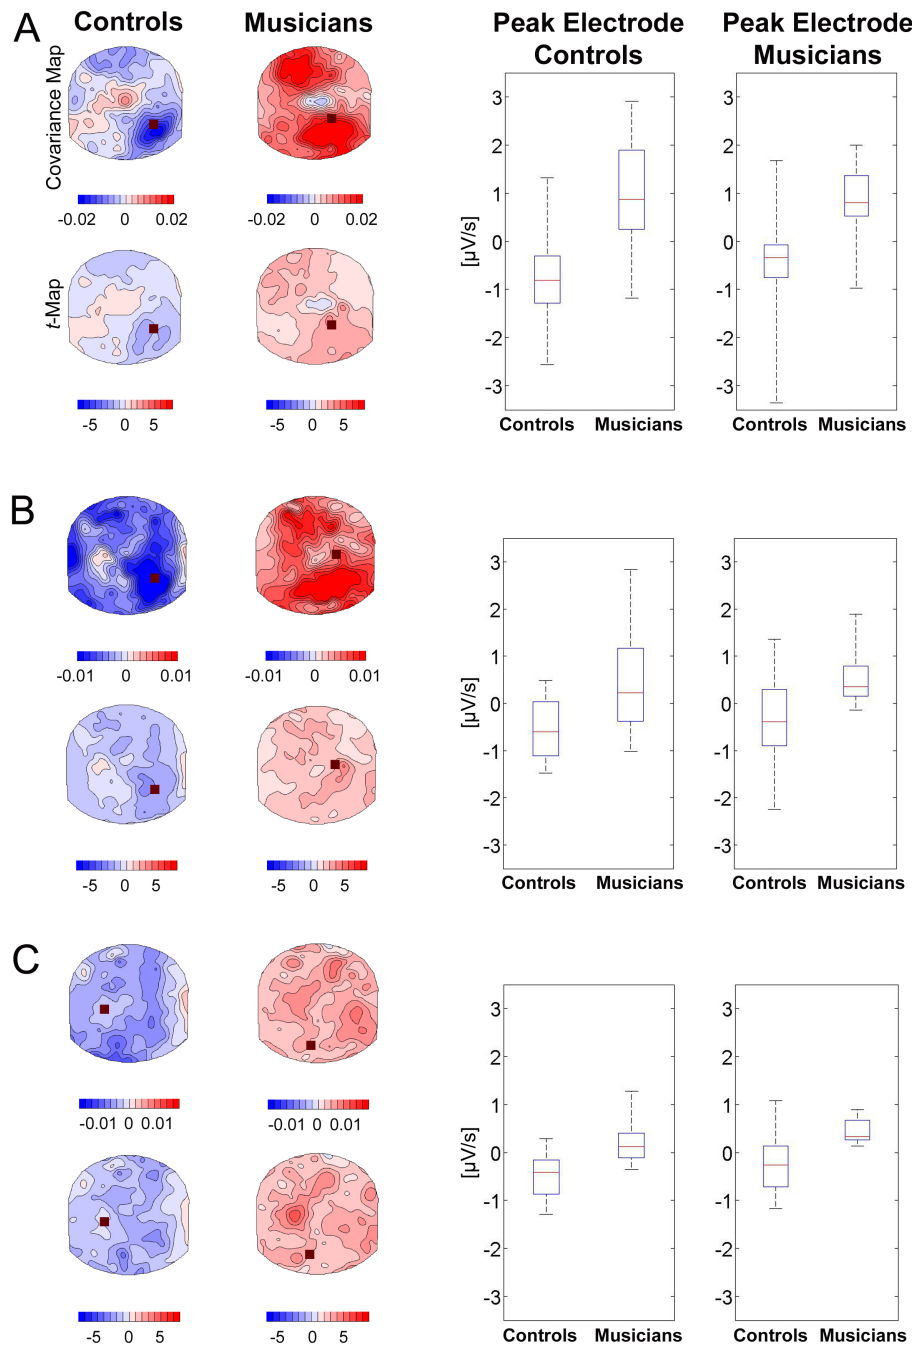 A
Controls
Musicians
Peak Electrode
Controls
Peak Electrode
Musicians
Covariance Map
-0.02 0 0.02
-0.02 0 0.02
t-Map
-5 0 5
-5 0 5
[µV/s]
3
2
1
0
-1
-2
-3
Controls Musicians
3
2
1
0
-1
-2
-3
Controls Musicians
B
-0.01 0 0.01
-0.01 0 0.01
-5 0 5
-5 0 5
[µV/s]
3
2
1
0
-1
-2
-3
Controls Musicians
3
2
1
0
-1
-2
-3
Controls Musicians
C
-0.01 0 0.01
-0.01 0 0.01
-5 0 5
-5 0 5
[µV/s]
3
2
1
0
-1
-2
-3
Controls Musicians
3
2
1
0
-1
-2
-3
Controls Musicians